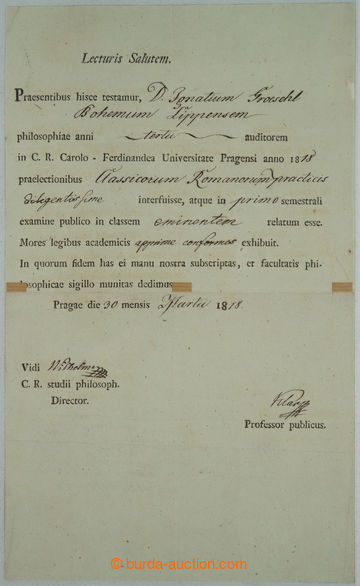 Lecturis Salutem.
Praesentibus hisce testamur, D. Ignatium Groeschl
Bohemum Lippensem
philosophiae anni tertii auditorem
in C. R. Carolo - Ferdinandea Universitate Pragensi anno 1818
praelectionibus Classicorum Romanorum practicis
diligentissime interfuisse, atque in primo semestrali
examine publico in classem eminentem relatum esse.
Mores legibus academicis apprime conformes exhibuit.
In quorum fidem has ei manu nostra subscriptas, et facultatis phi-
losophicae sigillo munitas dedimus
Pragae die 30 mensis Martii 1818.
Vidi
C. R. studii philosoph.
Director.
Professor publicus.
© burda-auction.com